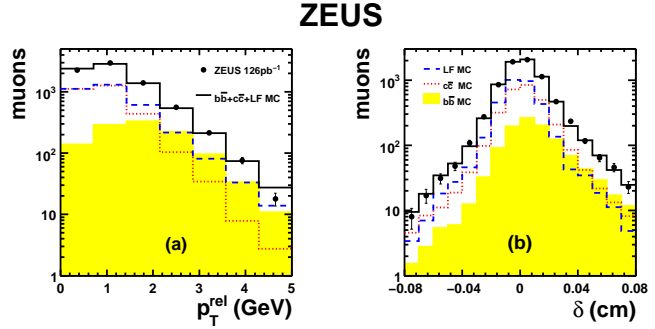 ZEUS
muons
10³
10²
10
1
ZEUS 126pb⁻¹
bb̅+cc̅+LF MC
(a)
0 1 2 3 4 5
p_T^rel (GeV)
muons
10³
10²
10
1
LF MC
cc̅ MC
bb̅ MC
(b)
-0.08 -0.04 0 0.04 0.08
δ (cm)